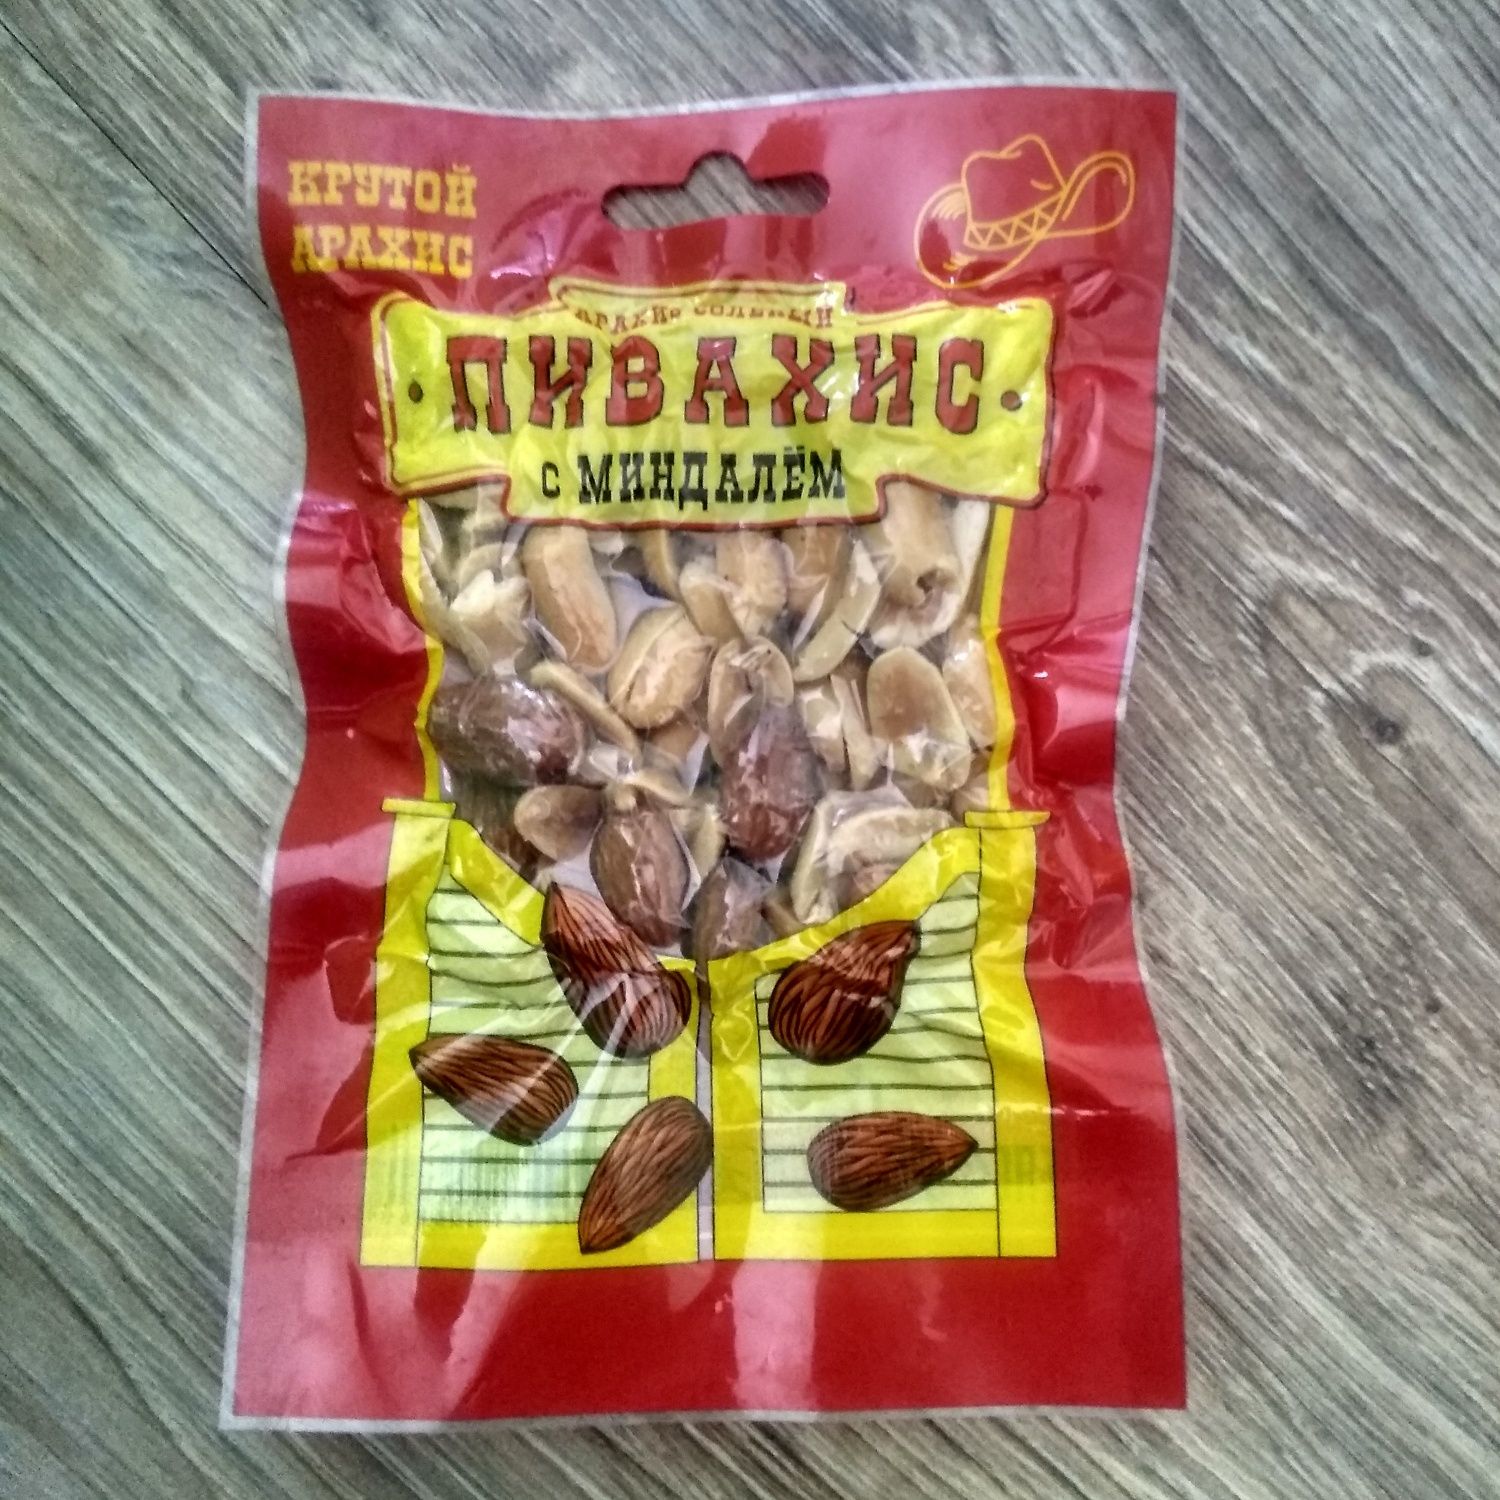 КРУТОЙ
АРАХИС
АРАХИС СОЛЁНЫЙ
ПИВАХИС
С МИНДАЛЁМ